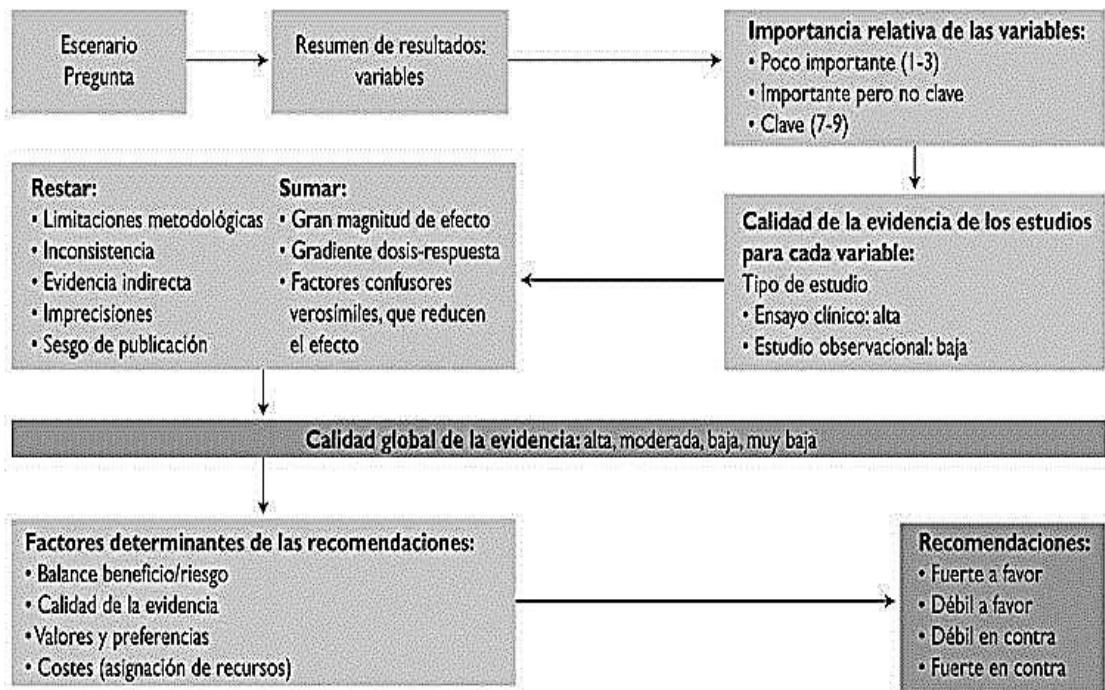 Escenario
Pregunta
Resumen de resultados:
variables
Importancia relativa de las variables:
• Poco importante (1-3)
• Importante pero no clave
• Clave (7-9)
Restar:
• Limitaciones metodológicas
• Inconsistencia
• Evidencia indirecta
• Imprecisiones
• Sesgo de publicación
Sumar:
• Gran magnitud de efecto
• Gradiente dosis-respuesta
• Factores confusores
verosímiles, que reducen
el efecto
Calidad de la evidencia de los estudios
para cada variable:
Tipo de estudio
• Ensayo clínico: alta
• Estudio observacional: baja
Calidad global de la evidencia: alta, moderada, baja, muy baja
Factores determinantes de las recomendaciones:
• Balance beneficio/riesgo
• Calidad de la evidencia
• Valores y preferencias
• Costes (asignación de recursos)
Recomendaciones:
• Fuerte a favor
• Débil a favor
• Débil en contra
• Fuerte en contra